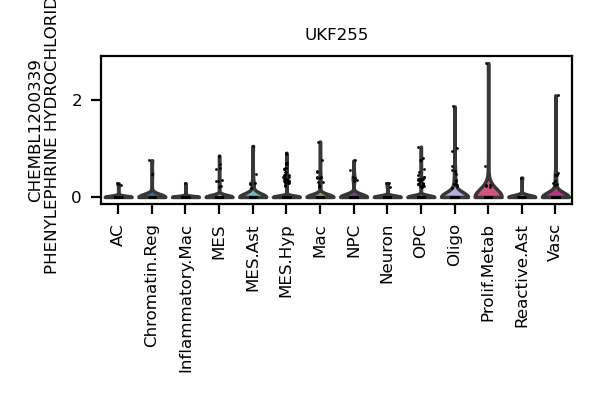 UKF255
CHEMBL1200339
PHENYLEPHRINE HYDROCHLORID
2
0
AC
Chromatin.Reg
Inflammatory.Mac
MES
MES.Ast
MES.Hyp
Mac
NPC
Neuron
OPC
Oligo
Prolif.Metab
Reactive.Ast
Vasc